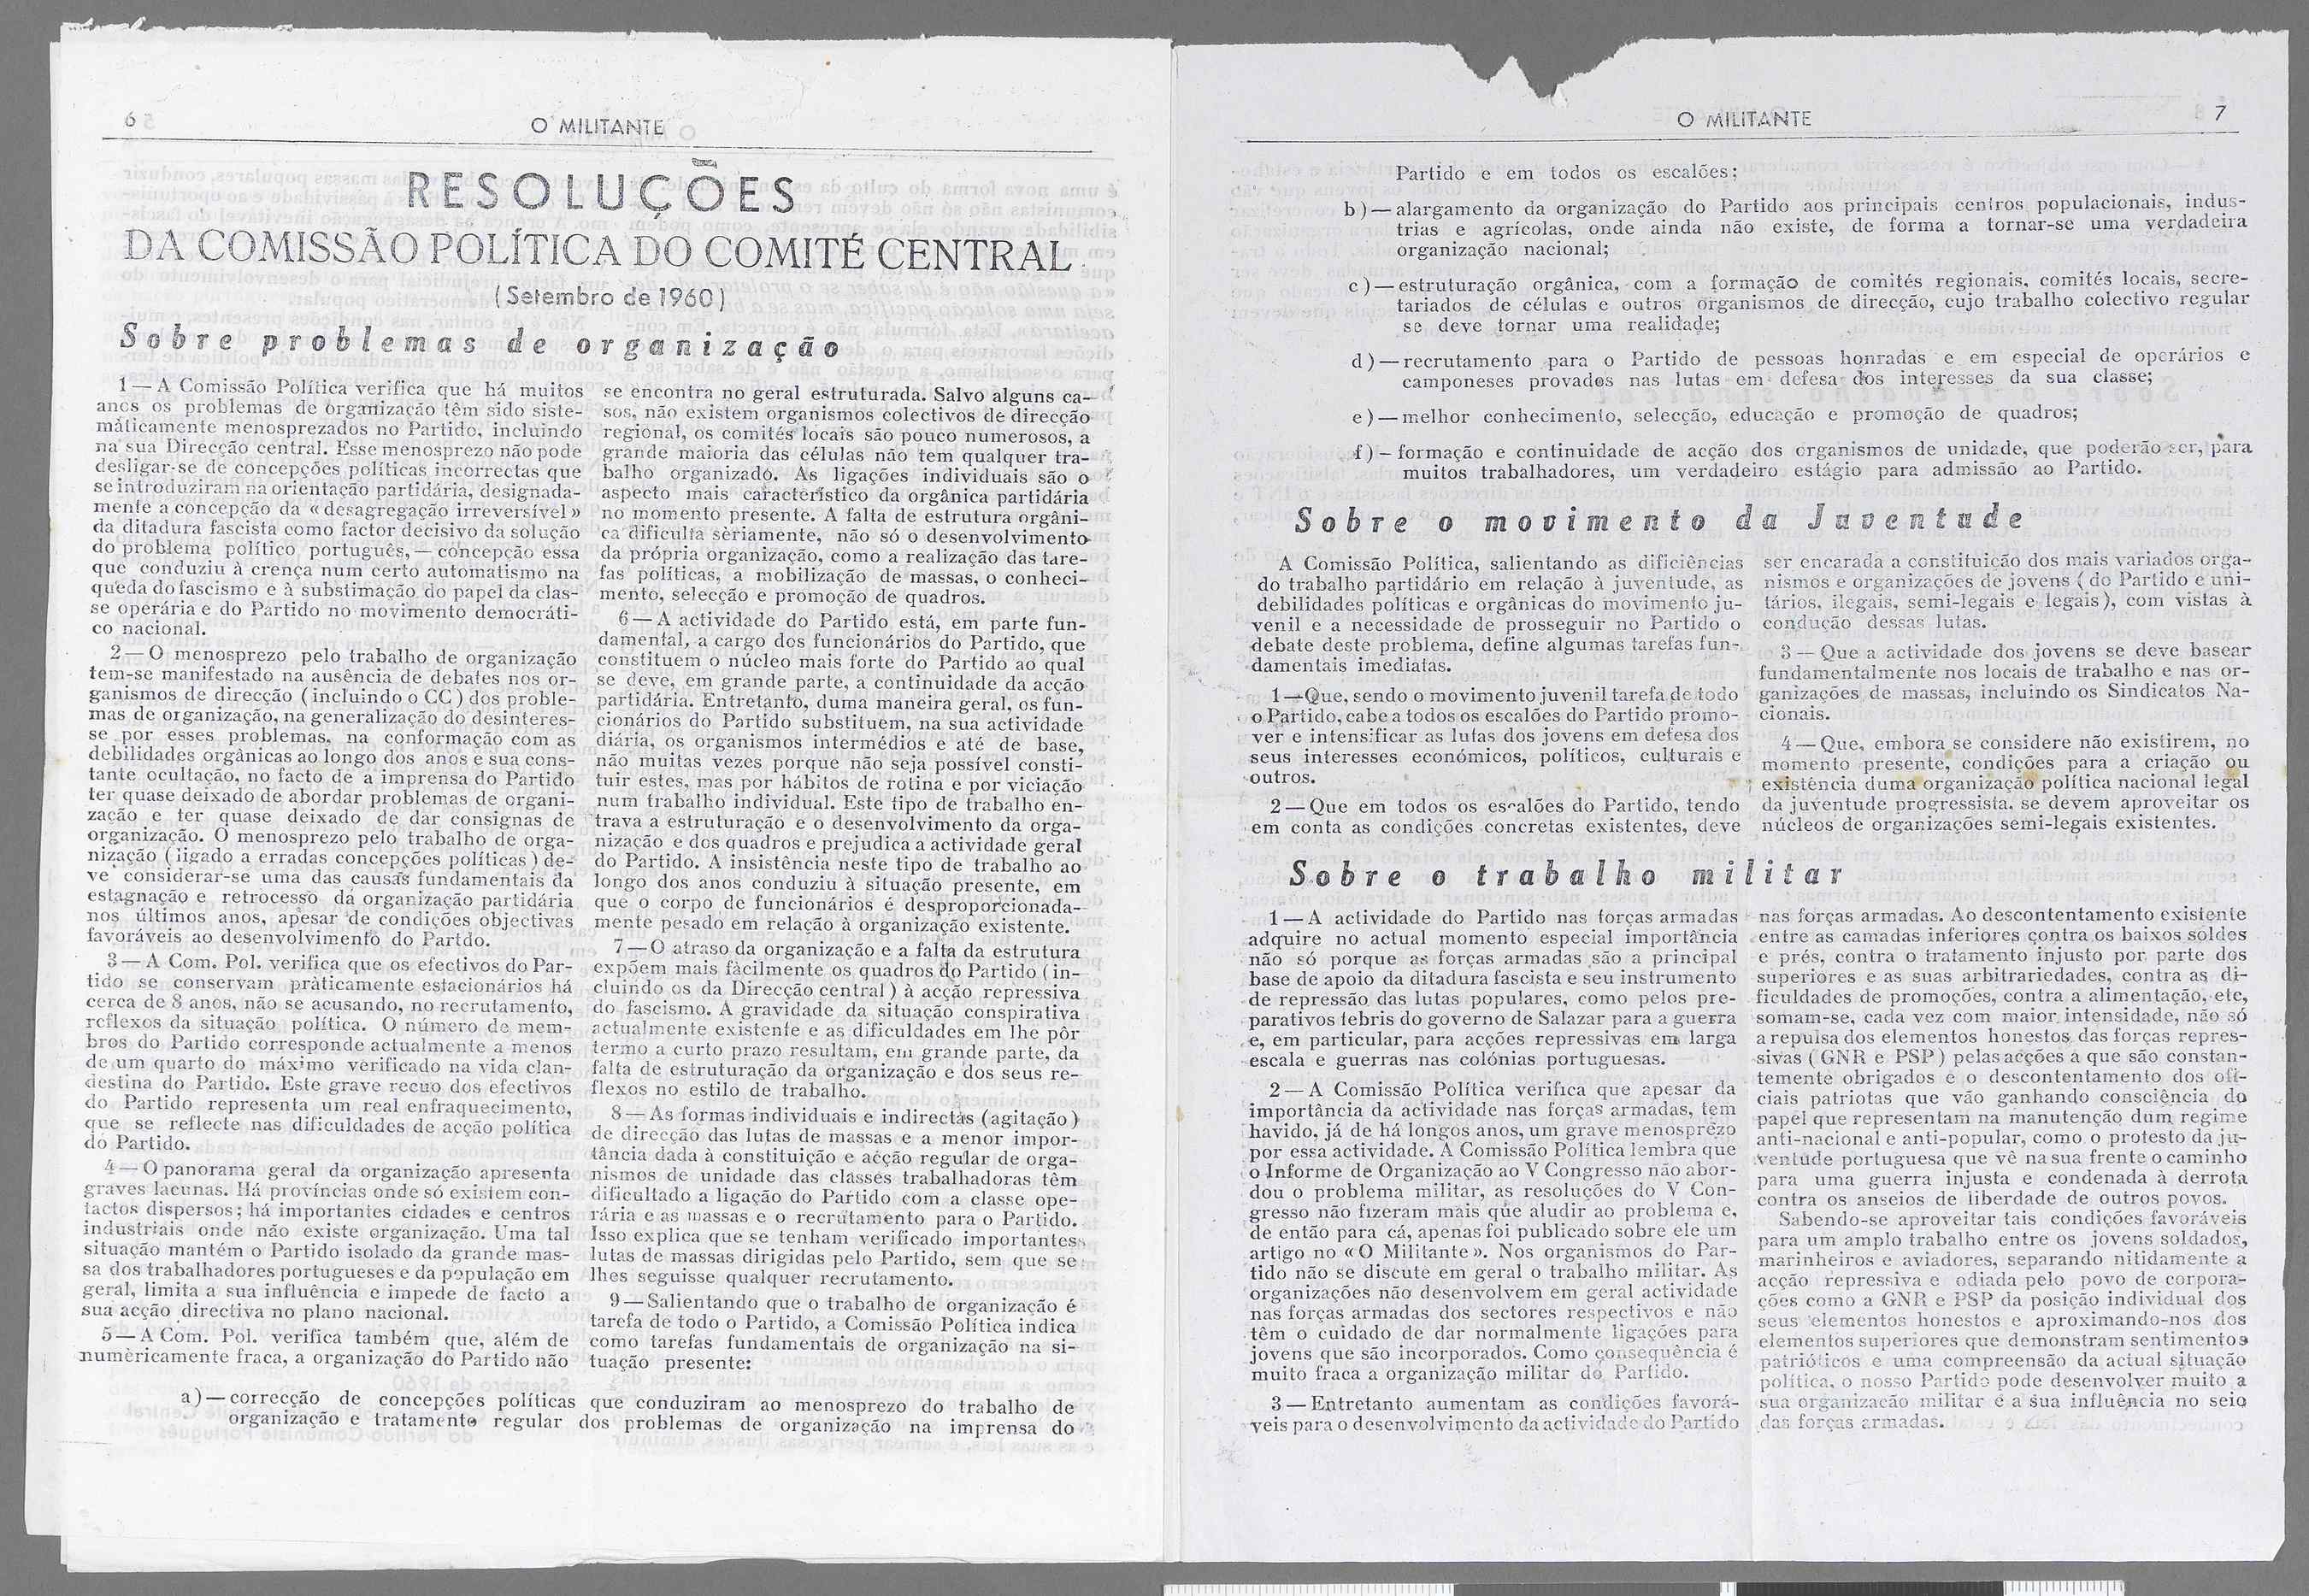 6
O MILITANTE
RESOLUÇÕES
DA COMISSÃO POLÍTICA DO COMITÉ CENTRAL
(Setembro de 1960)
Sobre problemas de organização
1—A Comissão Política verifica que há muitos
anos os problemas de organização têm sido siste-
màticamente menosprezados no Partido, incluindo
na sua Direcção central. Esse menosprezo não pode
desligar-se de concepções políticas incorrectas que
se introduziram na orientação partidária, designada-
mente a concepção da «desagregação irreversível»
da ditadura fascista como factor decisivo da solução
do problema político português,—concepção essa
que conduziu à crença num certo automatismo na
queda do fascismo e à substimação do papel da clas-
se operária e do Partido no movimento democráti-
co nacional.
2—O menosprezo pelo trabalho de organização
tem-se manifestado na ausência de debates nos or-
ganismos de direcção (incluindo o CC) dos proble-
mas de organização, na generalização do desinteres-
se por esses problemas, na conformação com as
debilidades orgânicas ao longo dos anos e sua cons-
tante ocultação, no facto de a imprensa do Partido
ter quase deixado de abordar problemas de organi-
zação e ter quase deixado de dar consignas de
organização. O menosprezo pelo trabalho de orga-
nização (ligado a erradas concepções políticas) de-
ve considerar-se uma das causas fundamentais da
estagnação e retrocesso da organização partidária
nos últimos anos, apesar de condições objectivas
favoráveis ao desenvolvimento do Partdo.
3—A Com. Pol. verifica que os efectivos do Par-
tido se conservam pràticamente estacionários há
cerca de 8 anos, não se acusando, no recrutamento,
reflexos da situação política. O número de mem-
bros do Partido corresponde actualmente a menos
de um quarto do máximo verificado na vida clan-
destina do Partido. Este grave recuo dos efectivos
do Partido representa um real enfraquecimento,
que se reflecte nas dificuldades de acção política
do Partido.
4—O panorama geral da organização apresenta
graves lacunas. Há províncias onde só existem con-
tactos dispersos; há importantes cidades e centros
industriais onde não existe organização. Uma tal
situação mantém o Partido isolado da grande mas-
sa dos trabalhadores portugueses e da população em
geral, limita a sua influência e impede de facto a
sua acção directiva no plano nacional.
5—A Com. Pol. verifica também que, além de
numèricamente fraca, a organização do Partido não
se encontra no geral estruturada. Salvo alguns ca-
sos, não existem organismos colectivos de direcção
regional, os comités locais são pouco numerosos, a
grande maioria das células não tem qualquer tra-
balho organizado. As ligações individuais são o
aspecto mais característico da orgânica partidária
no momento presente. A falta de estrutura orgâni-
ca dificulta sèriamente, não só o desenvolvimento
da própria organização, como a realização das tare-
fas políticas, a mobilização de massas, o conheci-
mento, selecção e promoção de quadros.
6—A actividade do Partido está, em parte fun-
damental, a cargo dos funcionários do Partido, que
constituem o núcleo mais forte do Partido ao qual
se deve, em grande parte, a continuidade da acção
partidária. Entretanto, duma maneira geral, os fun-
cionários do Partido substituem, na sua actividade
diária, os organismos intermédios e até de base,
não muitas vezes porque não seja possível consti-
tuir estes, mas por hábitos de rotina e por viciação
num trabalho individual. Este tipo de trabalho en-
trava a estruturação e o desenvolvimento da orga-
nização e dos quadros e prejudica a actividade geral
do Partido. A insistência neste tipo de trabalho ao
longo dos anos conduziu à situação presente, em
que o corpo de funcionários é desproporcionada-
mente pesado em relação à organização existente.
7—O atraso da organização e a falta da estrutura
expõem mais fàcilmente os quadros do Partido (in-
cluindo os da Direcção central) à acção repressiva
do fascismo. A gravidade da situação conspirativa
actualmente existente e as dificuldades em lhe pôr
termo a curto prazo resultam, em grande parte, da
falta de estruturação da organização e dos seus re-
flexos no estilo de trabalho.
8—As formas individuais e indirectas (agitação)
de direcção das lutas de massas e a menor impor-
tância dada à constituição e acção regular de orga-
nismos de unidade das classes trabalhadoras têm
dificultado a ligação do Partido com a classe ope-
rária e as massas e o recrutamento para o Partido.
Isso explica que se tenham verificado importantes
lutas de massas dirigidas pelo Partido, sem que se
lhes seguisse qualquer recrutamento.
9—Salientando que o trabalho de organização é
tarefa de todo o Partido, a Comissão Política indica
como tarefas fundamentais de organização na si-
tuação presente:
a)—correcção de concepções políticas que conduziram ao menosprezo do trabalho de
organização e tratamento regular dos problemas de organização na imprensa do
O MILITANTE
7
Partido e em todos os escalões;
b)—alargamento da organização do Partido aos principais centros populacionais, indus-
trias e agrícolas, onde ainda não existe, de forma a tornar-se uma verdadeira
organização nacional;
c)—estruturação orgânica, com a formação de comités regionais, comités locais, secre-
tariados de células e outros organismos de direcção, cujo trabalho colectivo regular
se deve tornar uma realidade;
d)—recrutamento para o Partido de pessoas honradas e em especial de operários e
camponeses provados nas lutas em defesa dos interesses da sua classe;
e)—melhor conhecimento, selecção, educação e promoção de quadros;
f)—formação e continuidade de acção dos organismos de unidade, que poderão ser, para
muitos trabalhadores, um verdadeiro estágio para admissão ao Partido.
Sobre o movimento da Juventude
A Comissão Política, salientando as dificiências
do trabalho partidário em relação à juventude, as
debilidades políticas e orgânicas do movimento ju-
venil e a necessidade de prosseguir no Partido o
debate deste problema, define algumas tarefas fun-
damentais imediatas.
1—Que, sendo o movimento juvenil tarefa de todo
o Partido, cabe a todos os escalões do Partido promo-
ver e intensificar as lutas dos jovens em defesa dos
seus interesses económicos, políticos, culturais e
outros.
2—Que em todos os escalões do Partido, tendo
em conta as condições concretas existentes, deve
ser encarada a constituição dos mais variados orga-
nismos e organizações de jovens (do Partido e uni-
tários, ilegais, semi-legais e legais), com vistas à
condução dessas lutas.
3—Que a actividade dos jovens se deve basear
fundamentalmente nos locais de trabalho e nas or-
ganizações de massas, incluindo os Sindicatos Na-
cionais.
4—Que, embora se considere não existirem, no
momento presente, condições para a criação ou
existência duma organização política nacional legal
da juventude progressista, se devem aproveitar os
núcleos de organizações semi-legais existentes.
Sobre o trabalho militar
1—A actividade do Partido nas forças armadas
adquire no actual momento especial importância
não só porque as forças armadas são a principal
base de apoio da ditadura fascista e seu instrumento
de repressão das lutas populares, como pelos pre-
parativos febris do governo de Salazar para a guerra
e, em particular, para acções repressivas em larga
escala e guerras nas colónias portuguesas.
2—A Comissão Política verifica que apesar da
importância da actividade nas forças armadas, tem
havido, já de há longos anos, um grave menosprêzo
por essa actividade. A Comissão Política lembra que
o Informe de Organização ao V Congresso não abor-
dou o problema militar, as resoluções do V Con-
gresso não fizeram mais que aludir ao problema e,
de então para cá, apenas foi publicado sobre ele um
artigo no «O Militante». Nos organismos do Par-
tido não se discute em geral o trabalho militar. As
organizações não desenvolvem em geral actividade
nas forças armadas dos sectores respectivos e não
têm o cuidado de dar normalmente ligações para
jovens que são incorporados. Como consequência é
muito fraca a organização militar do Partido.
3—Entretanto aumentam as condições favorá-
veis para o desenvolvimento da actividade do Partido
nas forças armadas. Ao descontentamento existente
entre as camadas inferiores contra os baixos soldes
e prés, contra o tratamento injusto por parte dos
superiores e as suas arbitrariedades, contra as di-
ficuldades de promoções, contra a alimentação, etc,
somam-se, cada vez com maior intensidade, não só
a repulsa dos elementos honestos das forças repres-
sivas (GNR e PSP) pelas acções a que são constan-
temente obrigados e o descontentamento dos ofi-
ciais patriotas que vão ganhando consciência do
papel que representam na manutenção dum regime
anti-nacional e anti-popular, como o protesto da ju-
ventude portuguesa que vê na sua frente o caminho
para uma guerra injusta e condenada à derrota
contra os anseios de liberdade de outros povos.
Sabendo-se aproveitar tais condições favoráveis
para um amplo trabalho entre os jovens soldados,
marinheiros e aviadores, separando nitidamente a
acção repressiva e odiada pelo povo de corpora-
ções como a GNR e PSP da posição individual dos
seus elementos honestos e aproximando-nos dos
elementos superiores que demonstram sentimentos
patrióticos e uma compreensão da actual situação
política, o nosso Partido pode desenvolver muito a
sua organização militar e a sua influência no seio
das forças armadas.